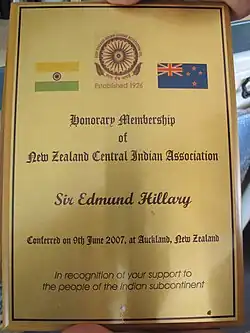 Established 1926
Honorary Membership
of
New Zealand Central Indian Association
Sir Edmund Hillary
Conferred on 9th June 2007, at Auckland, New Zealand
In recognition of your support to
the people of the Indian subcontinent